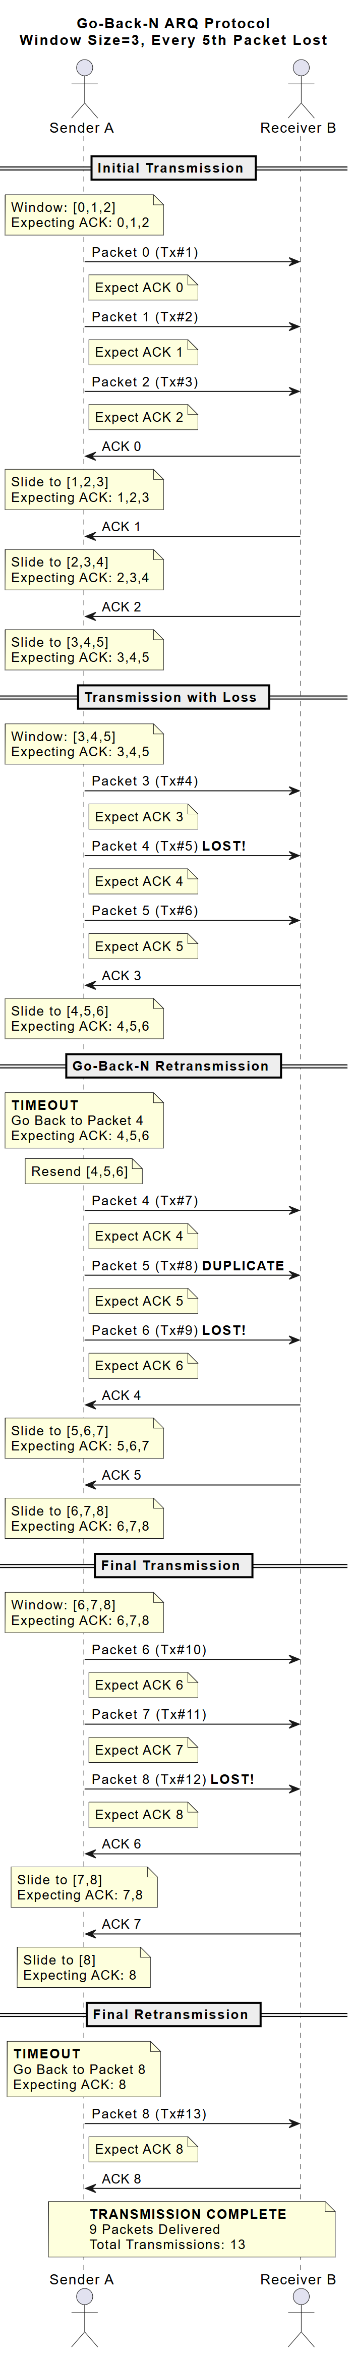 Go-Back-N ARQ Protocol
Window Size=3, Every 5th Packet Lost
Sender A
Receiver B
Initial Transmission
Window: [0,1,2]
Expecting ACK: 0,1,2
Packet 0 (Tx#1)
Expect ACK 0
Packet 1 (Tx#2)
Expect ACK 1
Packet 2 (Tx#3)
Expect ACK 2
ACK 0
Slide to [1,2,3]
Expecting ACK: 1,2,3
ACK 1
Slide to [2,3,4]
Expecting ACK: 2,3,4
ACK 2
Slide to [3,4,5]
Expecting ACK: 3,4,5
Transmission with Loss
Window: [3,4,5]
Expecting ACK: 3,4,5
Packet 3 (Tx#4)
Expect ACK 3
Packet 4 (Tx#5) LOST!
Expect ACK 4
Packet 5 (Tx#6)
Expect ACK 5
ACK 3
Slide to [4,5,6]
Expecting ACK: 4,5,6
Go-Back-N Retransmission
TIMEOUT
Go Back to Packet 4
Expecting ACK: 4,5,6
Resend [4,5,6]
Packet 4 (Tx#7)
Expect ACK 4
Packet 5 (Tx#8) DUPLICATE
Expect ACK 5
Packet 6 (Tx#9) LOST!
Expect ACK 6
ACK 4
Slide to [5,6,7]
Expecting ACK: 5,6,7
ACK 5
Slide to [6,7,8]
Expecting ACK: 6,7,8
Final Transmission
Window: [6,7,8]
Expecting ACK: 6,7,8
Packet 6 (Tx#10)
Expect ACK 6
Packet 7 (Tx#11)
Expect ACK 7
Packet 8 (Tx#12) LOST!
Expect ACK 8
ACK 6
Slide to [7,8]
Expecting ACK: 7,8
ACK 7
Slide to [8]
Expecting ACK: 8
Final Retransmission
TIMEOUT
Go Back to Packet 8
Expecting ACK: 8
Packet 8 (Tx#13)
Expect ACK 8
ACK 8
TRANSMISSION COMPLETE
9 Packets Delivered
Total Transmissions: 13
Sender A
Receiver B